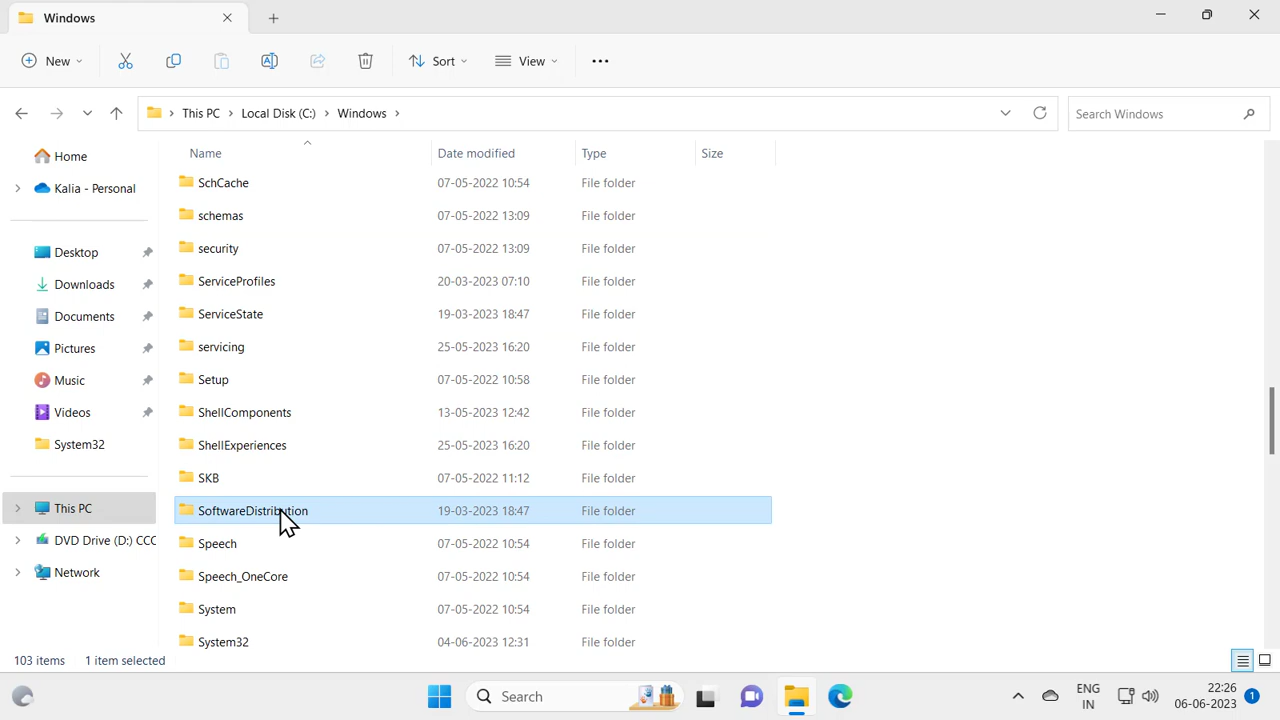 Windows
New
Sort
View
This PC
Local Disk (C:)
Windows
Search Windows
Home
Kalia - Personal
Desktop
Downloads
Documents
Pictures
Music
Videos
System32
This PC
DVD Drive (D:) CCC
Network
Name Date modified Type Size
SchCache 07-05-2022 10:54 File folder
schemas 07-05-2022 13:09 File folder
security 07-05-2022 13:09 File folder
ServiceProfiles 20-03-2023 07:10 File folder
ServiceState 19-03-2023 18:47 File folder
servicing 25-05-2023 16:20 File folder
Setup 07-05-2022 10:58 File folder
ShellComponents 13-05-2023 12:42 File folder
ShellExperiences 25-05-2023 16:20 File folder
SKB 07-05-2022 11:12 File folder
SoftwareDistribution 19-03-2023 18:47 File folder
Speech 07-05-2022 10:54 File folder
Speech_OneCore 07-05-2022 10:54 File folder
System 07-05-2022 10:54 File folder
System32 04-06-2023 12:31 File folder
103 items 1 item selected
Search
ENG
IN
22:26
06-06-2023
1